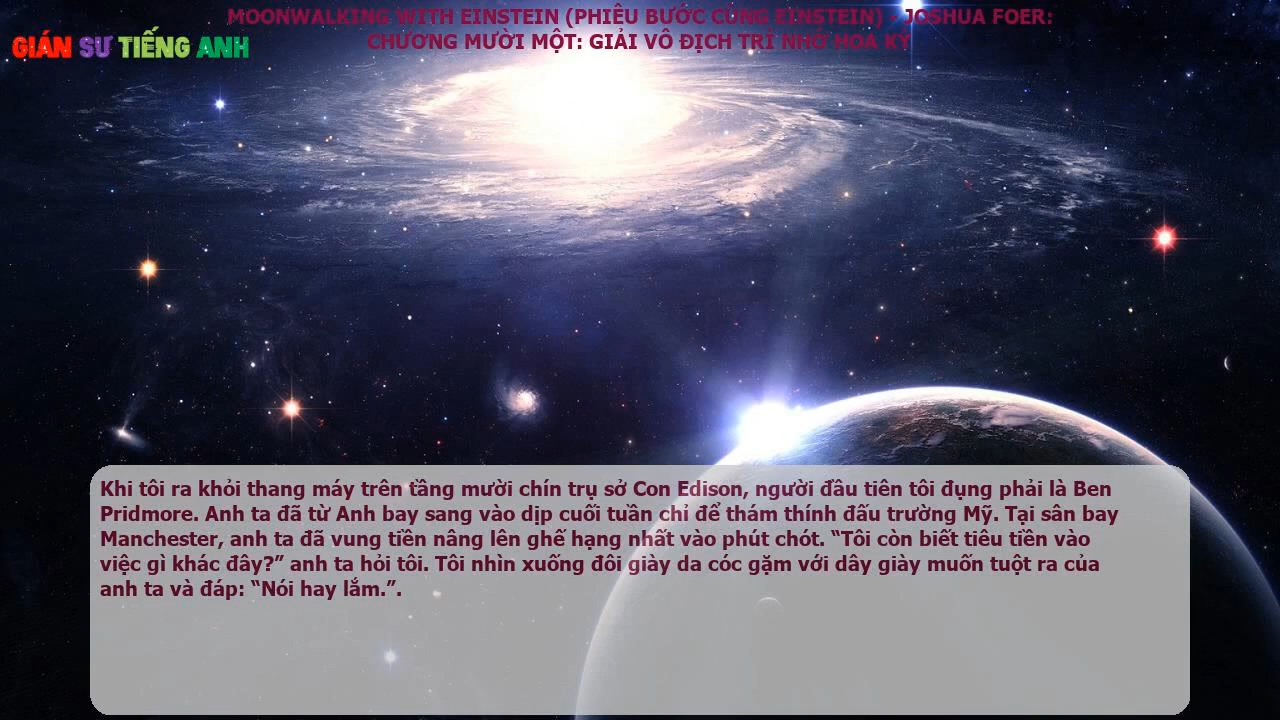 MOONWALKING WITH EINSTEIN (PHIÊU BƯỚC CÙNG EINSTEIN) - JOSHUA FOER:
CHƯƠNG MƯỜI MỘT: GIẢI VÔ ĐỊCH TRÍ NHỚ HOA KỲ
GIÁN SƯ TIẾNG ANH
Khi tôi ra khỏi thang máy trên tầng mười chín trụ sở Con Edison, người đầu tiên tôi đụng phải là Ben
Pridmore. Anh ta đã từ Anh bay sang vào dịp cuối tuần chỉ để thám thính đấu trường Mỹ. Tại sân bay
Manchester, anh ta đã vung tiền nâng lên ghế hạng nhất vào phút chót. “Tôi còn biết tiêu tiền vào
việc gì khác đây?” anh ta hỏi tôi. Tôi nhìn xuống đôi giày da cóc gặm với dây giày muốn tuột ra của
anh ta và đáp: “Nói hay lắm.”.